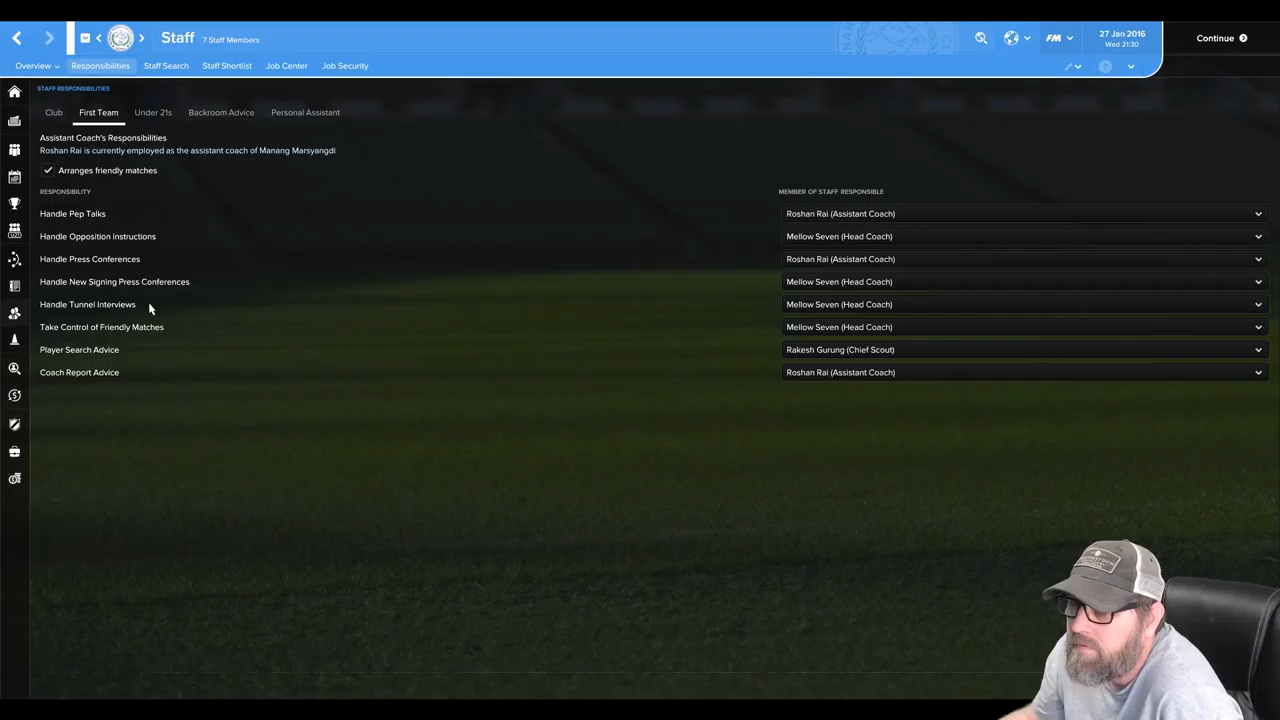 Staff
7 Staff Members
FM
27 Jan 2016
Wed 21:30
Continue
Overview
Responsibilities
Staff Search
Staff Shortlist
Job Center
Job Security
STAFF RESPONSIBILITIES
Club
First Team
Under 21s
Backroom Advice
Personal Assistant
Assistant Coach's Responsibilities
Roshan Rai is currently employed as the assistant coach of Manang Marsyangdi
Arranges friendly matches
RESPONSIBILITY
MEMBER OF STAFF RESPONSIBLE
Handle Pep Talks
Roshan Rai (Assistant Coach)
Handle Opposition Instructions
Mellow Seven (Head Coach)
Handle Press Conferences
Roshan Rai (Assistant Coach)
Handle New Signing Press Conferences
Mellow Seven (Head Coach)
Handle Tunnel Interviews
Mellow Seven (Head Coach)
Take Control of Friendly Matches
Mellow Seven (Head Coach)
Player Search Advice
Rakesh Gurung (Chief Scout)
Coach Report Advice
Roshan Rai (Assistant Coach)